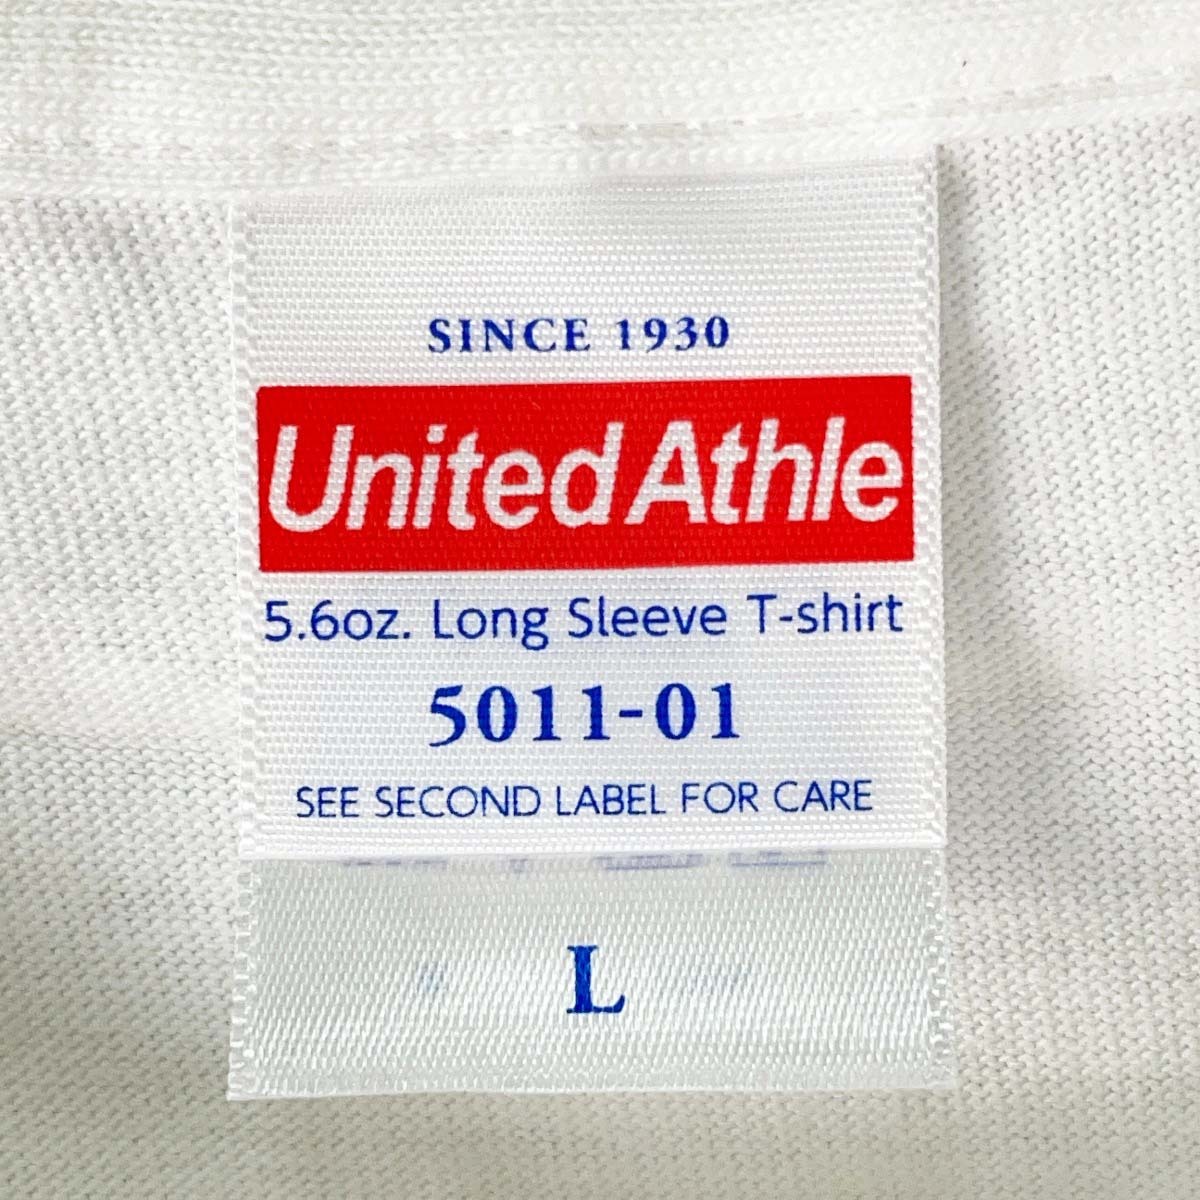 SINCE 1930
United Athle
5.6oz. Long Sleeve T-shirt
5011-01
SEE SECOND LABEL FOR CARE
L